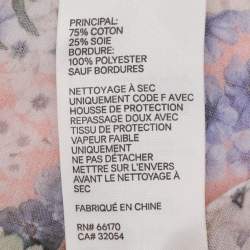 PRINCIPAL:
75% COTON
25% SOIE
BORDURE:
100% POLYESTER
SAUF BORDURES
NETTOYAGE À SEC
UNIQUEMENT CODE F AVEC
HOUSSE DE PROTECTION
REPASSAGE DOUX AVEC
TISSU DE PROTECTION
VAPEUR FAIBLE
UNIQUEMENT
NE PAS DÉTACHER
METTRE SUR L'ENVERS
AVANT LE NETTOYAGE À
SEC
FABRIQUÉ EN CHINE
RN# 66170
CA# 32054